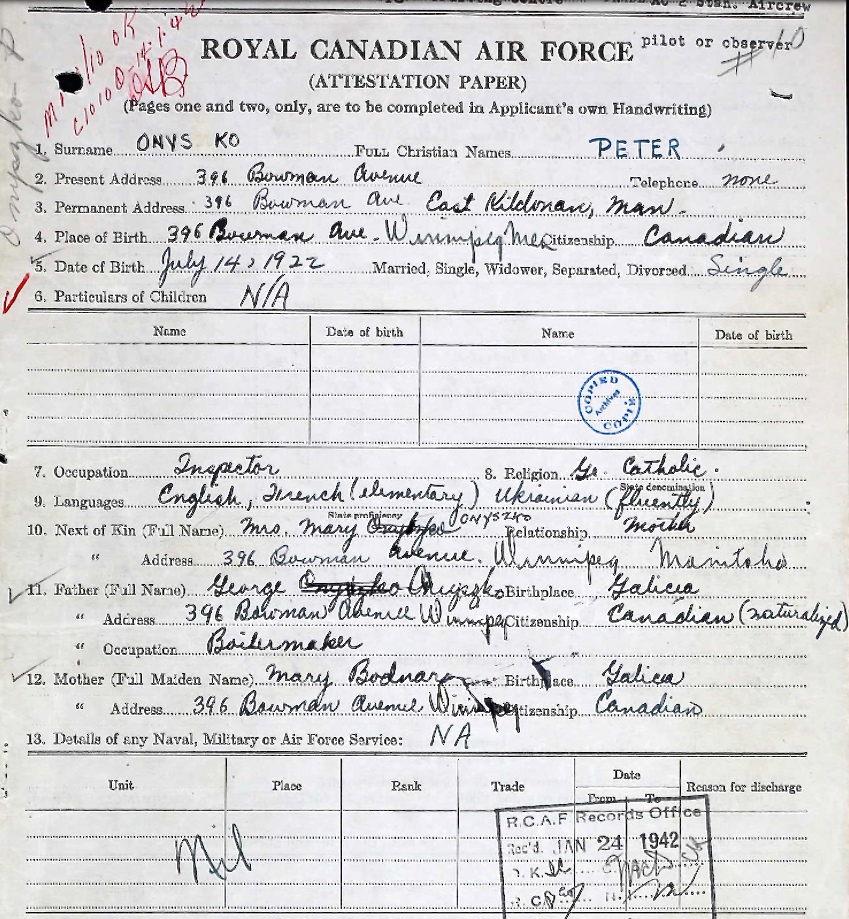 Aircrew
pilot or observer
ROYAL CANADIAN AIR FORCE
(ATTESTATION PAPER)
(Pages one and two, only, are to be completed in Applicant's own Handwriting)
1. Surname ONYS KO Full Christian Names PETER
2. Present Address 396 Bowman Avenue Telephone none
3. Permanent Address 396 Bowman Ave. East Kildonan, Man.
4. Place of Birth 396 Bowman Ave. Winnipeg Citizenship Canadian
5. Date of Birth July 14, 1922 Married, Single, Widower, Separated, Divorced Single
6. Particulars of Children N/A
Name Date of birth Name Date of birth
COPIED Archives COPIE
7. Occupation Inspector 8. Religion Gr. Catholic.
State denomination
9. Languages English, French (elementary) Ukrainian (fluently)
State proficiency
10. Next of Kin (Full Name) Mrs. Mary ONYSZKO Relationship Mother
" Address 396 Bowman Avenue. Winnipeg Manitoba
11. Father (Full Name) George Onyszko Birthplace Galicia
" Address 396 Bowman Avenue Winnipeg Citizenship Canadian (naturalized)
" Occupation Boilermaker
12. Mother (Full Maiden Name) Mary Bodnar Birthplace Galicia
" Address 396 Bowman Avenue Winnipeg Citizenship Canadian
13. Details of any Naval, Military or Air Force Service: NA
Unit Place Rank Trade Date From To Reason for discharge
Nil
R.C.A.F Records Office
Rec'd. JAN 24 1942